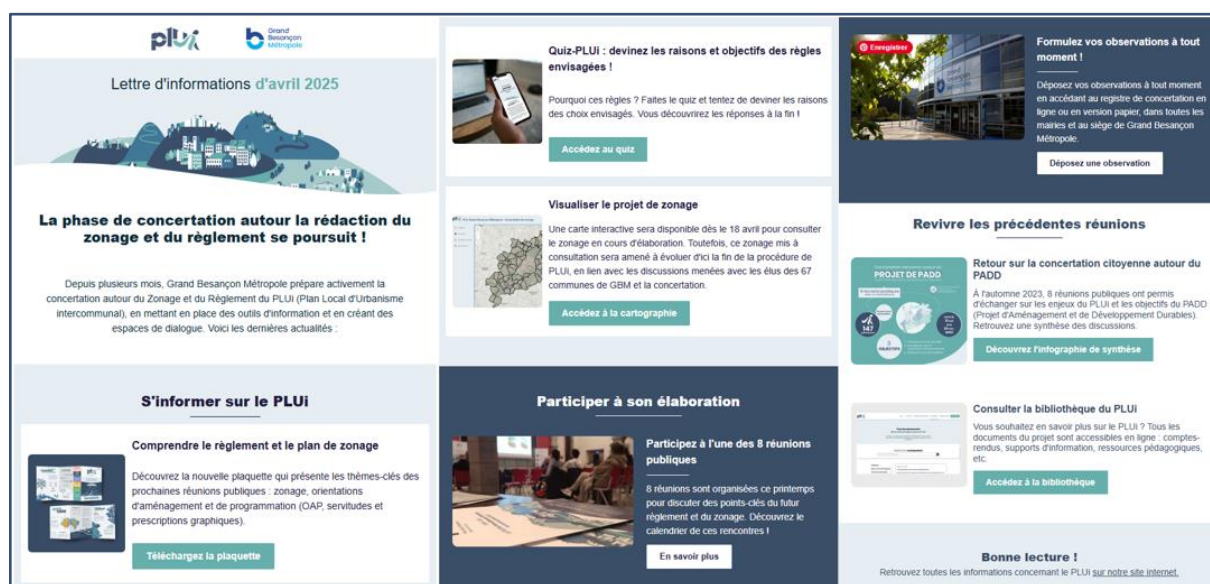 plUi
Grand
Besançon
Métropole
Lettre d'informations d'avril 2025
La phase de concertation autour la rédaction du
zonage et du règlement se poursuit !
Depuis plusieurs mois, Grand Besançon Métropole prépare activement la
concertation autour du Zonage et du Règlement du PLUi (Plan Local d'Urbanisme
intercommunal), en mettant en place des outils d'information et en créant des
espaces de dialogue. Voici les dernières actualités :
S'informer sur le PLUi
Comprendre le règlement et le plan de zonage
Découvrez la nouvelle plaquette qui présente les thèmes-clés des
prochaines réunions publiques : zonage, orientations
d'aménagement et de programmation (OAP, servitudes et
prescriptions graphiques).
Téléchargez la plaquette
Quiz-PLUi : devinez les raisons et objectifs des règles
envisagées !
Pourquoi ces règles ? Faites le quiz et tentez de deviner les raisons
des choix envisagés. Vous découvrirez les réponses à la fin !
Accédez au quiz
Visualiser le projet de zonage
Une carte interactive sera disponible dès le 18 avril pour consulter
le zonage en cours d'élaboration. Toutefois, ce zonage mis à
consultation sera amené à évoluer d'ici la fin de la procédure de
PLUi, en lien avec les discussions menées avec les élus des 67
communes de GBM et la concertation.
Accédez à la cartographie
Participer à son élaboration
Participez à l'une des 8 réunions
publiques
8 réunions sont organisées ce printemps
pour discuter des points-clés du futur
règlement et du zonage. Découvrez le
calendrier de ces rencontres !
En savoir plus
Enregistrer
Formulez vos observations à tout
moment !
Déposez vos observations à tout moment
en accédant au registre de concertation en
ligne ou en version papier, dans toutes les
mairies et au siège de Grand Besançon
Métropole.
Déposez une observation
Revivre les précédentes réunions
PROJET DE PADD
147
3
OBJECTIFS
Retour sur la concertation citoyenne autour du
PADD
À l'automne 2023, 8 réunions publiques ont permis
d'échanger sur les enjeux du PLUi et les objectifs du PADD
(Projet d'Aménagement et de Développement Durables).
Retrouvez une synthèse des discussions.
Découvrez l'infographie de synthèse
Consulter la bibliothèque du PLUi
Vous souhaitez en savoir plus sur le PLUi ? Tous les
documents du projet sont accessibles en ligne : comptes-
rendus, supports d'information, ressources pédagogiques,
etc.
Accédez à la bibliothèque
Bonne lecture !
Retrouvez toutes les informations concernant le PLUi sur notre site internet.